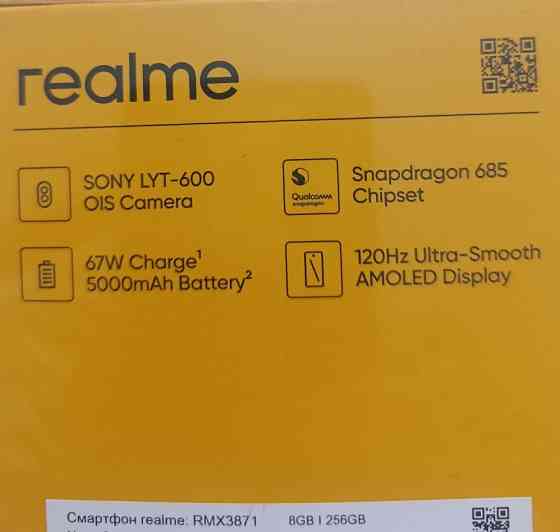 realme
SONY LYT-600
OIS Camera
Snapdragon 685
Chipset
Qualcomm
snapdragon
67W Charge¹
5000mAh Battery²
120Hz Ultra-Smooth
AMOLED Display
Смартфон realme: RMX3871 8GB | 256GB